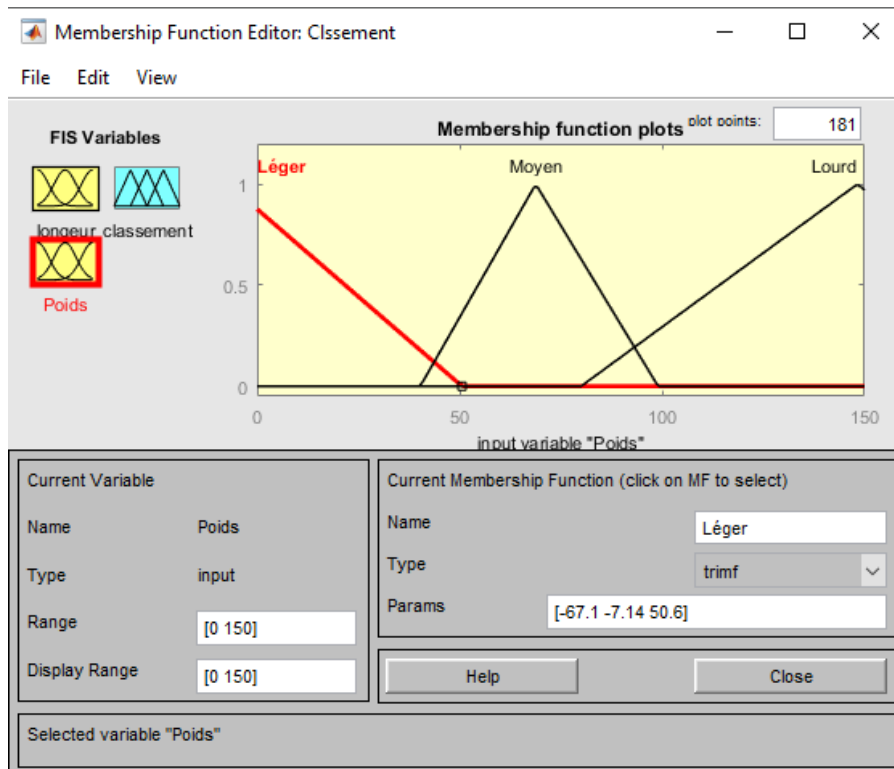 Membership Function Editor: Clssement
File Edit View
FIS Variables
Membership function plots plot points: 181
longeur classement
Poids
Léger Moyen Lourd
1
0.5
0
0 50 100 150
input variable "Poids"
Current Variable
Name Poids
Type input
Range [0 150]
Display Range [0 150]
Current Membership Function (click on MF to select)
Name Léger
Type trimf
Params [-67.1 -7.14 50.6]
Help Close
Selected variable "Poids"